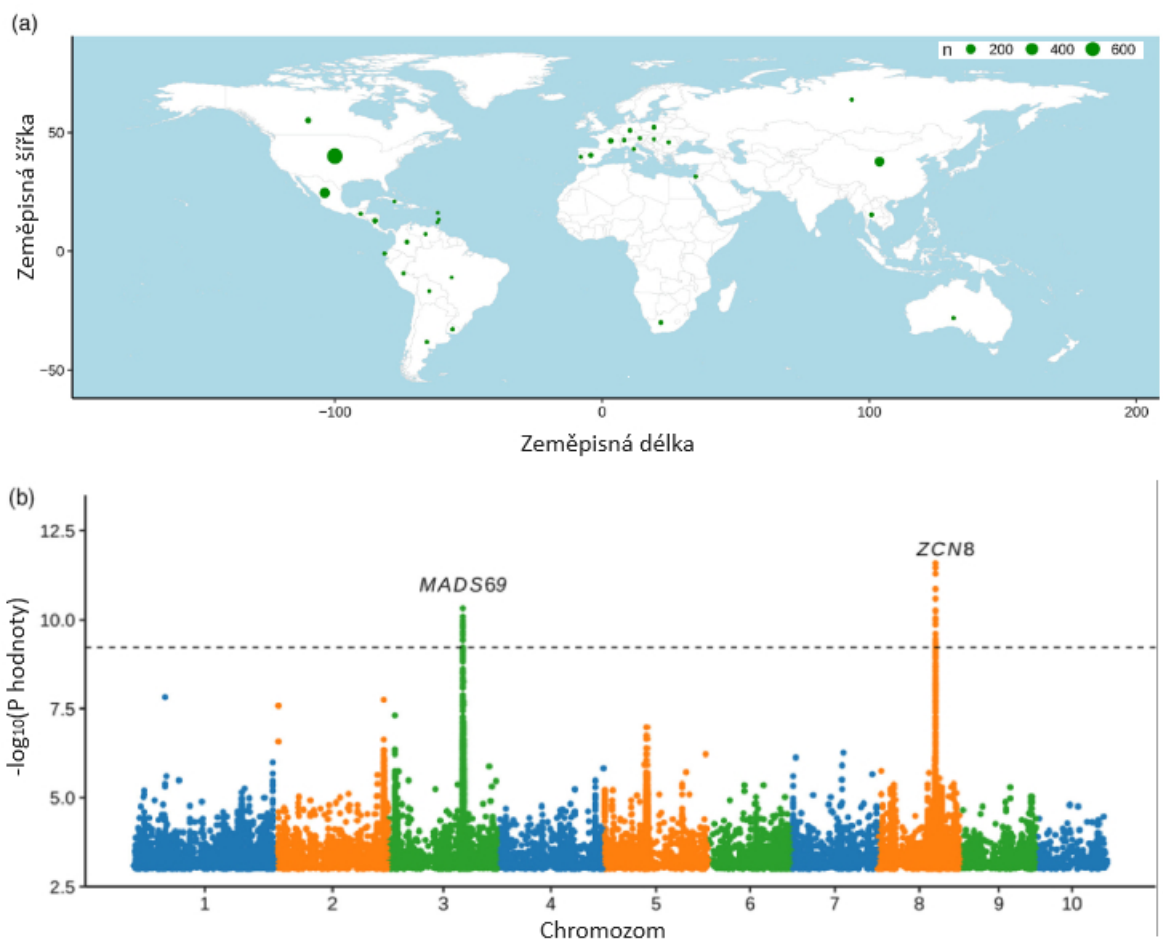 (a)
n 200 400 600
Zeměpisná šířka
50
0
−50
−100 0 100 200
Zeměpisná délka
(b)
12.5
10.0
7.5
5.0
2.5
-log10(P hodnoty)
MADS69
ZCN8
1 2 3 4 5 6 7 8 9 10
Chromozom